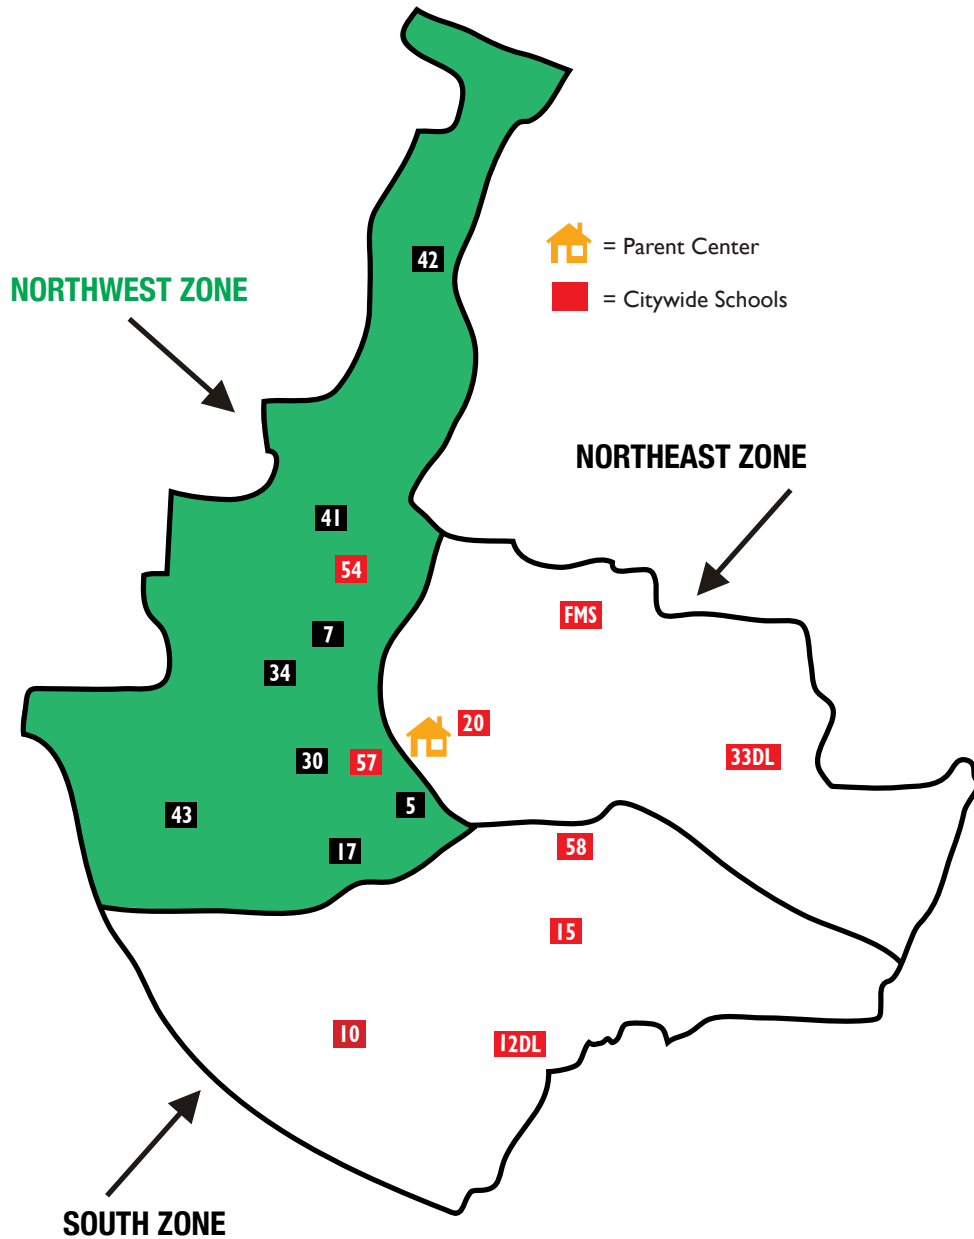 42
= Parent Center
NORTHWEST ZONE
= Citywide Schools
NORTHEAST ZONE
41
54
FMS
7
34
20
30
57
33DL
5
43
17
58
15
10
12DL
SOUTH ZONE